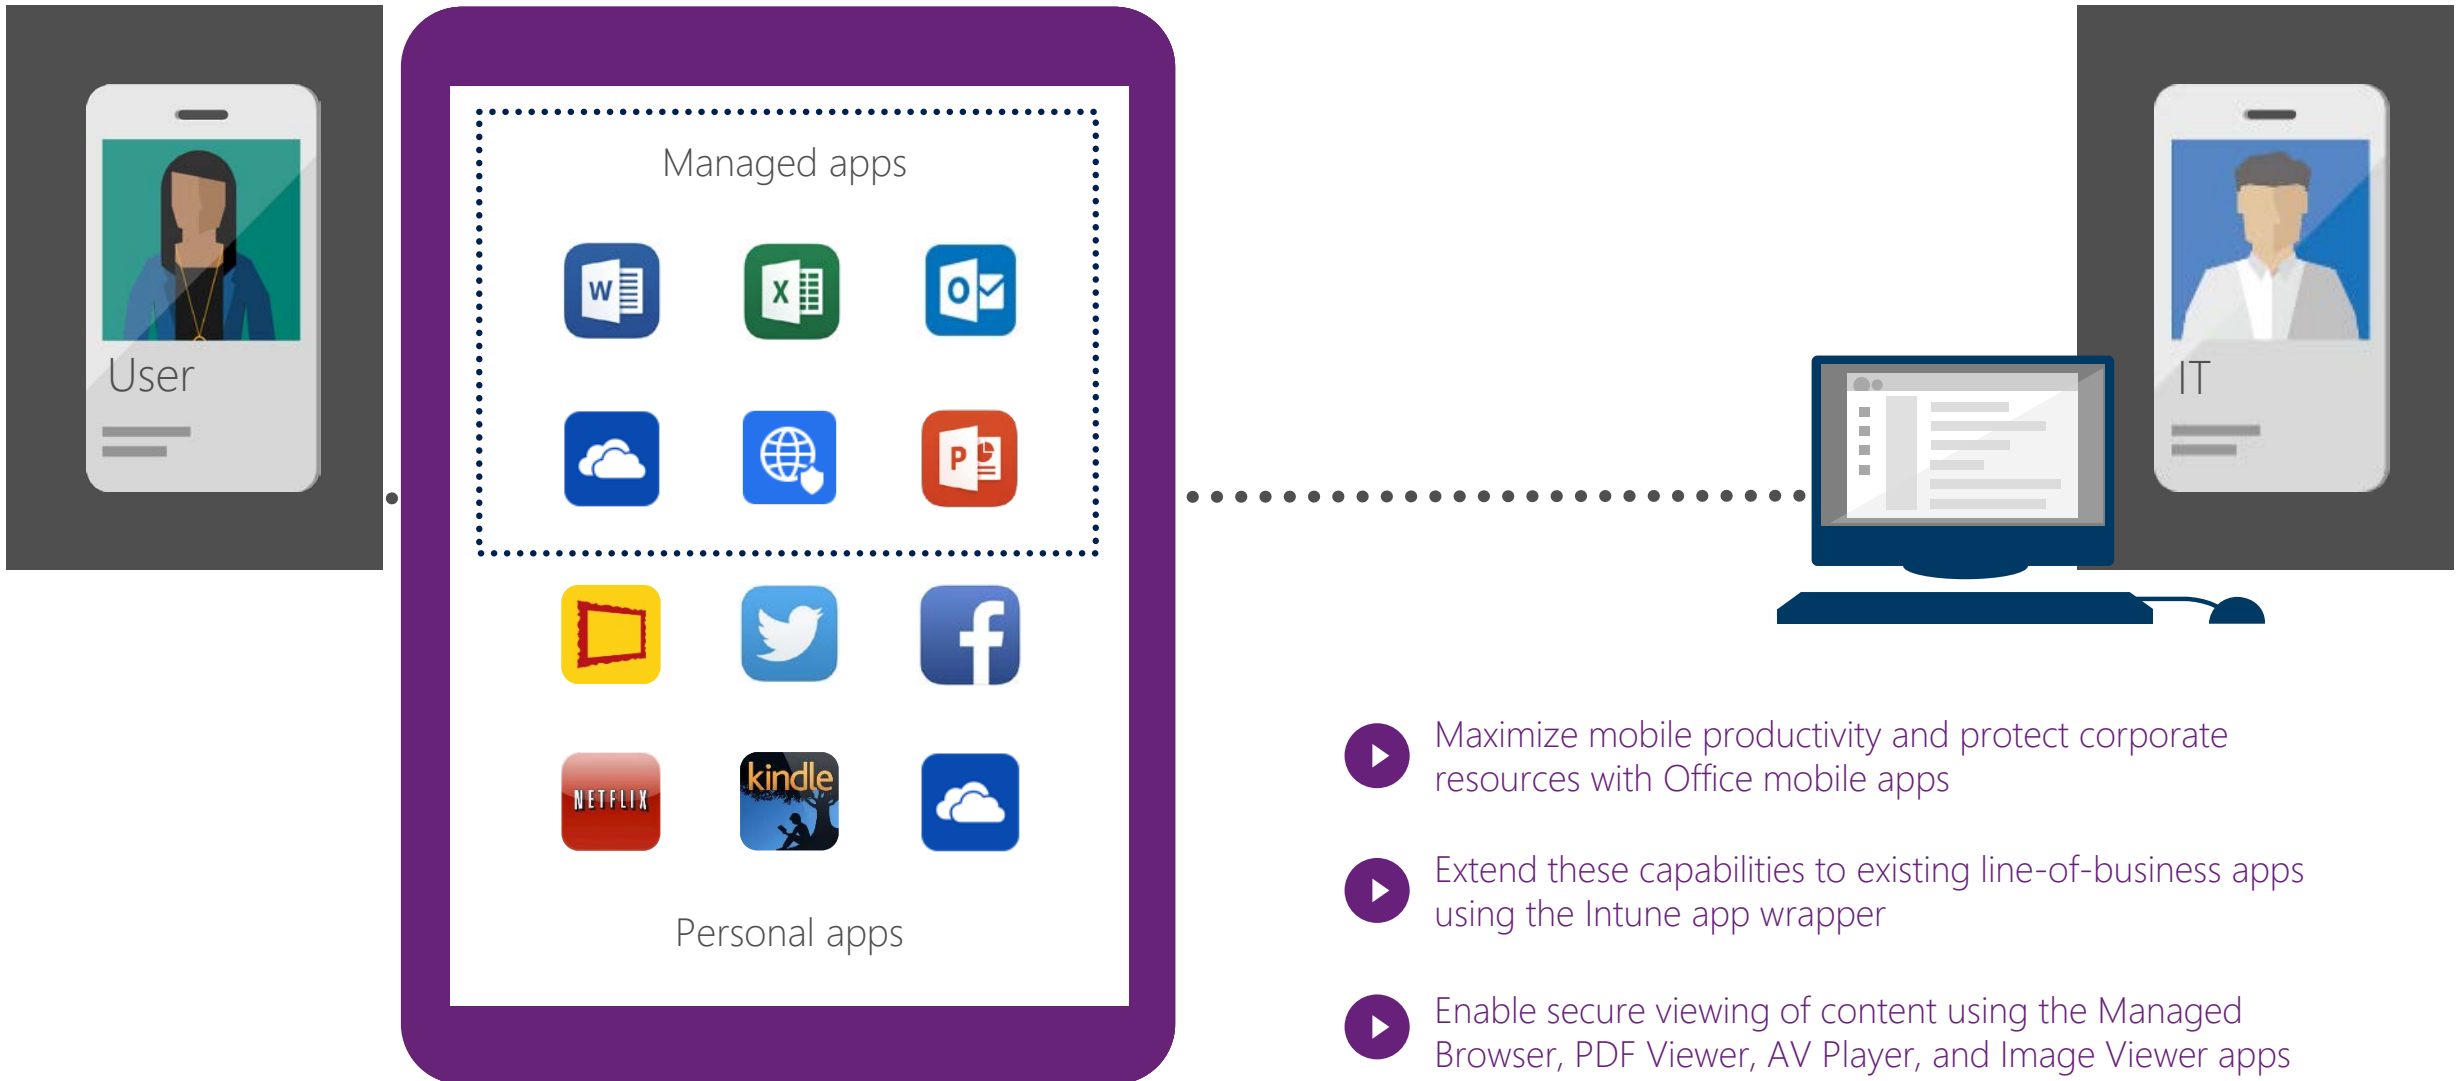 User
Managed apps
W
X
O
P
f
NETFLIX
kindle
Personal apps
IT
Maximize mobile productivity and protect corporate
resources with Office mobile apps
Extend these capabilities to existing line-of-business apps
using the Intune app wrapper
Enable secure viewing of content using the Managed
Browser, PDF Viewer, AV Player, and Image Viewer apps